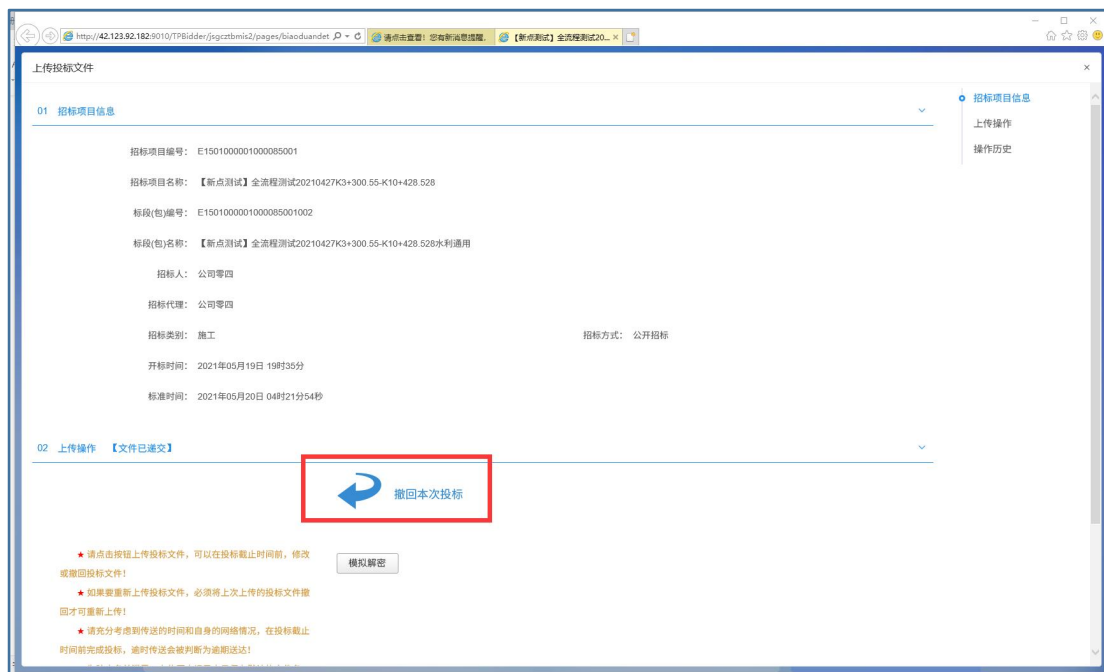 http://42.123.92.182:9010/TPBidder/jsgcztbmis2/pages/biaoduandet
请点击查看！您有新消息提醒。
【新点测试】全流程测试20...
上传投标文件
01 招标项目信息
招标项目编号： E1501000001000085001
招标项目名称： 【新点测试】全流程测试20210427K3+300.55-K10+428.528
标段(包)编号： E1501000001000085001002
标段(包)名称： 【新点测试】全流程测试20210427K3+300.55-K10+428.528水利通用
招标人： 公司零四
招标代理： 公司零四
招标类别： 施工 招标方式： 公开招标
开标时间： 2021年05月19日 19时35分
标准时间： 2021年05月20日 04时21分54秒
02 上传操作 【文件已递交】
撤回本次投标
★ 请点击按钮上传投标文件，可以在投标截止时间前，修改
或撤回投标文件！
★ 如果要重新上传投标文件，必须将上次上传的投标文件撤
回才可重新上传！
★ 请充分考虑到传送的时间和自身的网络情况，在投标截止
时间前完成投标，逾时传送会被判断为逾期送达！
模拟解密
招标项目信息
上传操作
操作历史